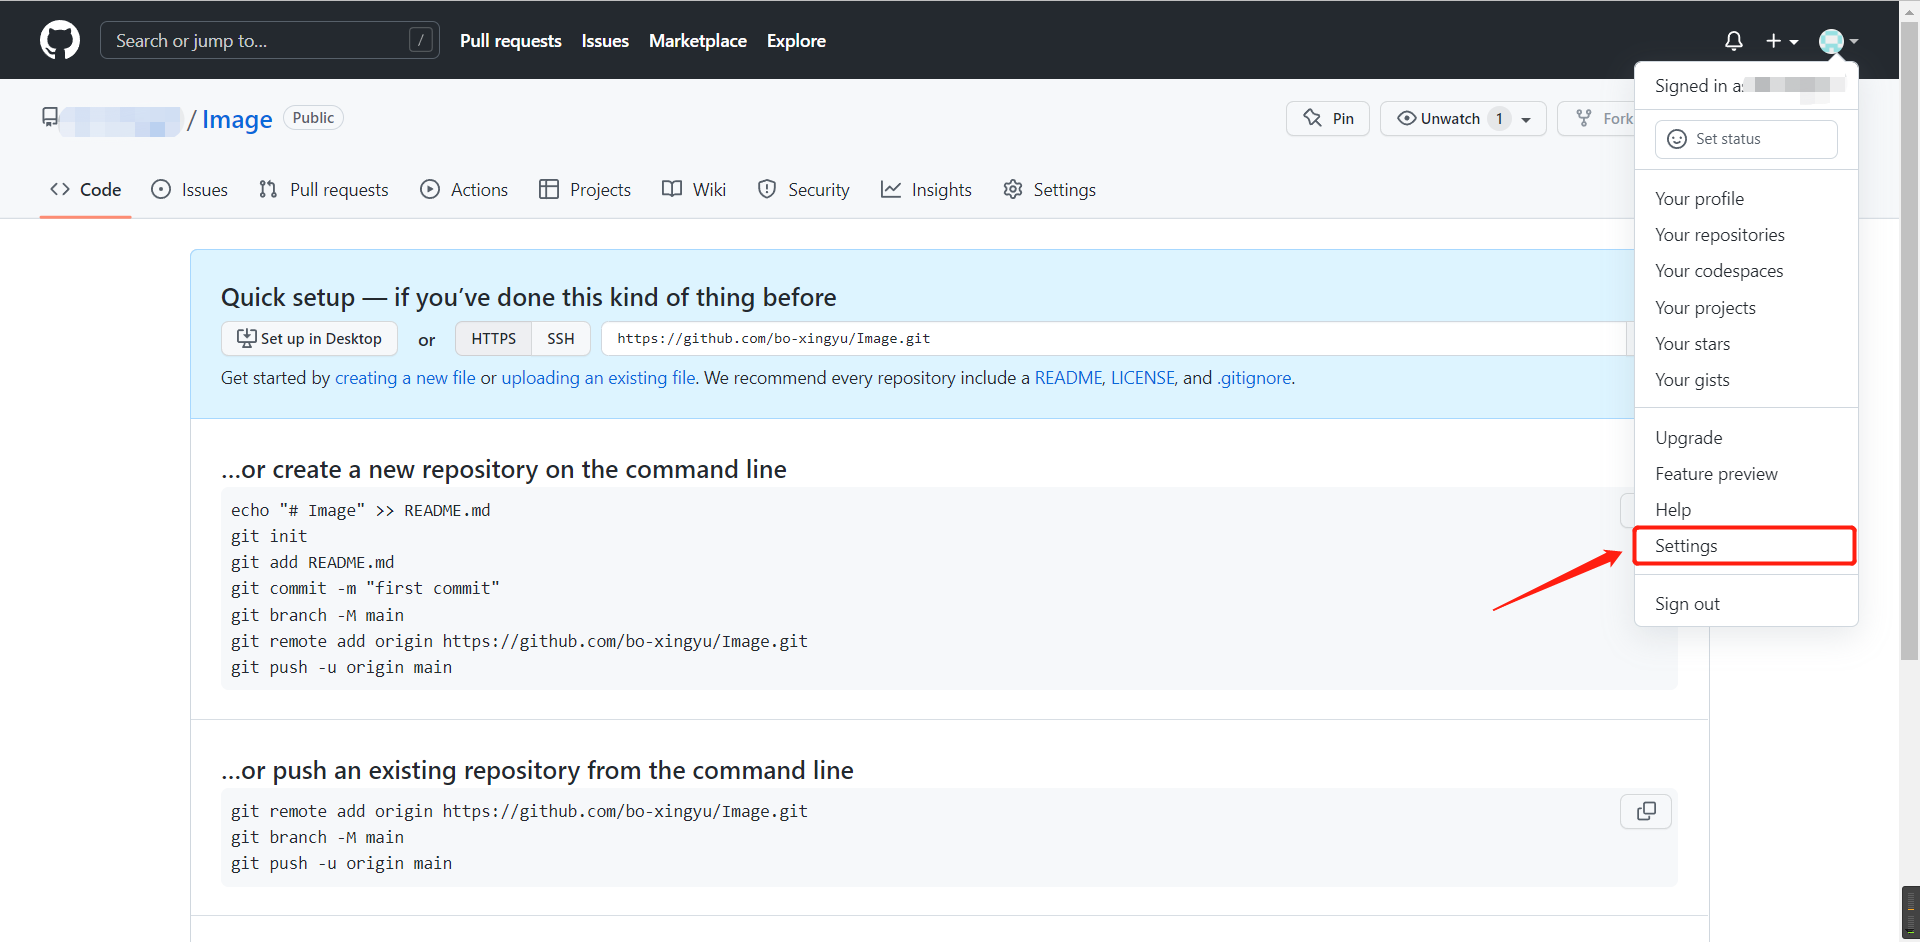 Search or jump to... /
Pull requests Issues Marketplace Explore
Signed in as
/ Image Public
Pin
Unwatch 1
Fork
Set status
Code Issues Pull requests Actions Projects Wiki Security Insights Settings
Your profile
Your repositories
Your codespaces
Your projects
Your stars
Your gists
Upgrade
Feature preview
Help
Settings
Sign out
Quick setup — if you’ve done this kind of thing before
Set up in Desktop or HTTPS SSH https://github.com/bo-xingyu/Image.git
Get started by creating a new file or uploading an existing file. We recommend every repository include a README, LICENSE, and .gitignore.
…or create a new repository on the command line
echo "# Image" >> README.md
git init
git add README.md
git commit -m "first commit"
git branch -M main
git remote add origin https://github.com/bo-xingyu/Image.git
git push -u origin main
…or push an existing repository from the command line
git remote add origin https://github.com/bo-xingyu/Image.git
git branch -M main
git push -u origin main